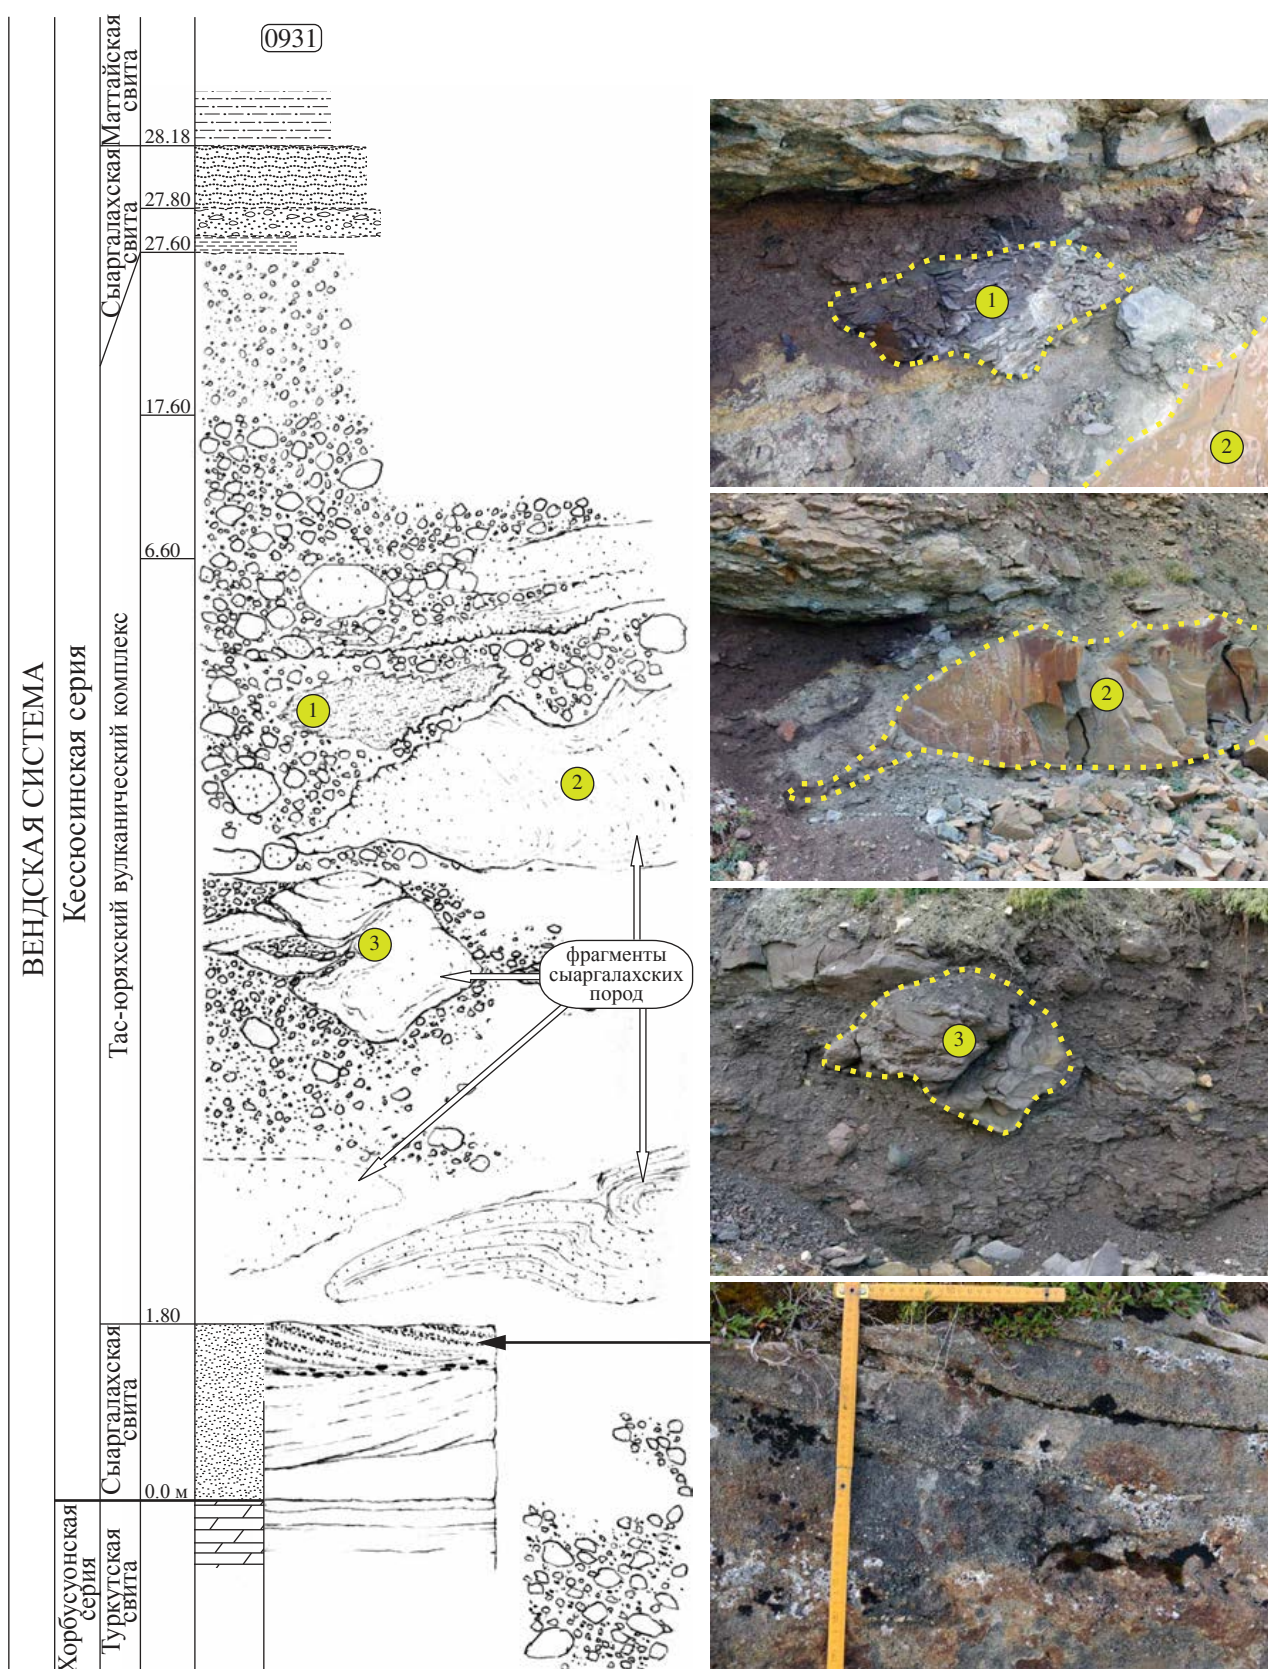 0931
ВЕНДСКАЯ СИСТЕМА
Кессюсинская серия
Хорбусуонская
серия
Маттайская
свита
Сыаргалахская
свита
Тас-юряхский вулканический комплекс
Сыаргалахская
свита
Туркутская
свита
28.18
27.80
27.60
17.60
6.60
1.80
0.0 м
1
2
3
фрагменты
сыаргалахских
пород
1
2
2
3